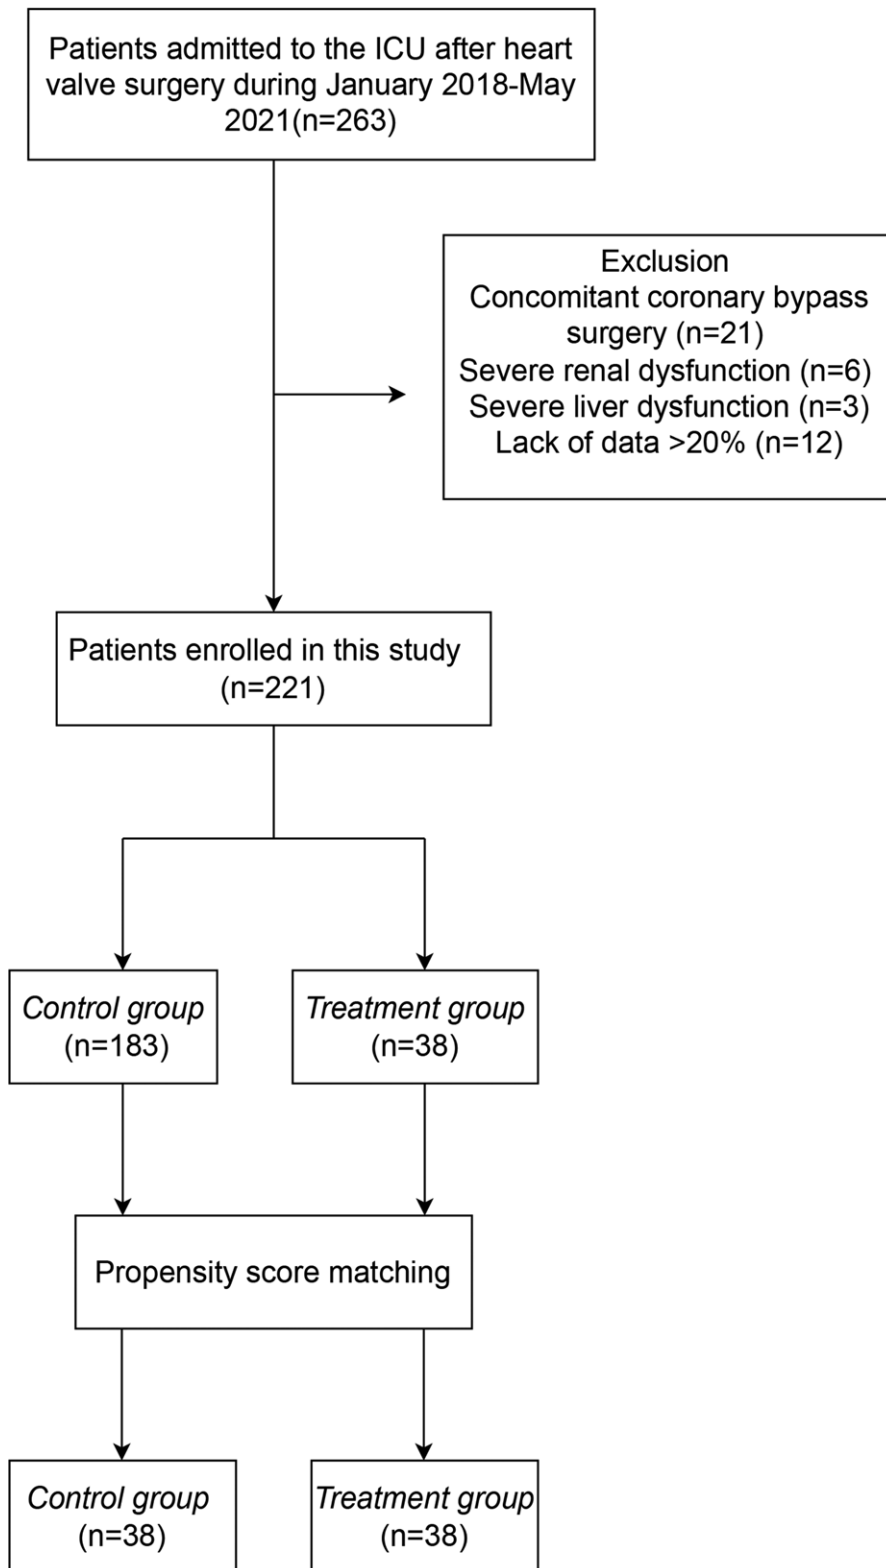 Patients admitted to the ICU after heart
valve surgery during January 2018-May
2021(n=263)
Exclusion
Concomitant coronary bypass
surgery (n=21)
Severe renal dysfunction (n=6)
Severe liver dysfunction (n=3)
Lack of data >20% (n=12)
Patients enrolled in this study
(n=221)
Control group
(n=183)
Treatment group
(n=38)
Propensity score matching
Control group
(n=38)
Treatment group
(n=38)